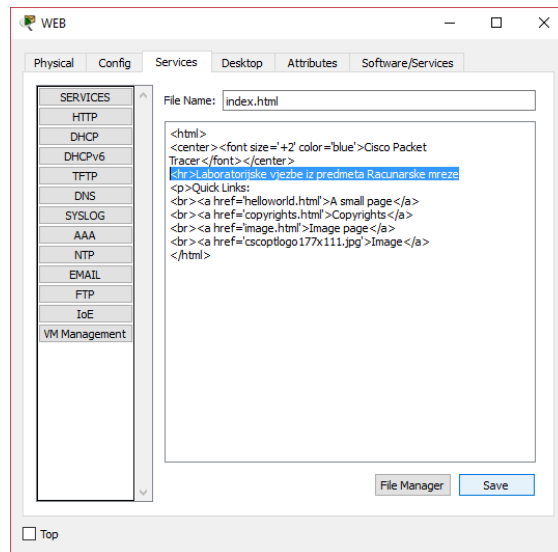 WEB
Physical Config Services Desktop Attributes Software/Services
SERVICES
HTTP
DHCP
DHCPv6
TFTP
DNS
SYSLOG
AAA
NTP
EMAIL
FTP
IoE
VM Management
File Name: index.html
<html>
<center><font size='+2' color='blue'>Cisco Packet
Tracer</font></center>
<hr>Laboratorijske vjezbe iz predmeta Racunarske mreze
<p>Quick Links:
<br><a href='helloworld.html'>A small page</a>
<br><a href='copyrights.html'>Copyrights</a>
<br><a href='image.html'>Image page</a>
<br><a href='cscoptlogo177x111.jpg'>Image</a>
</html>
File Manager Save
Top